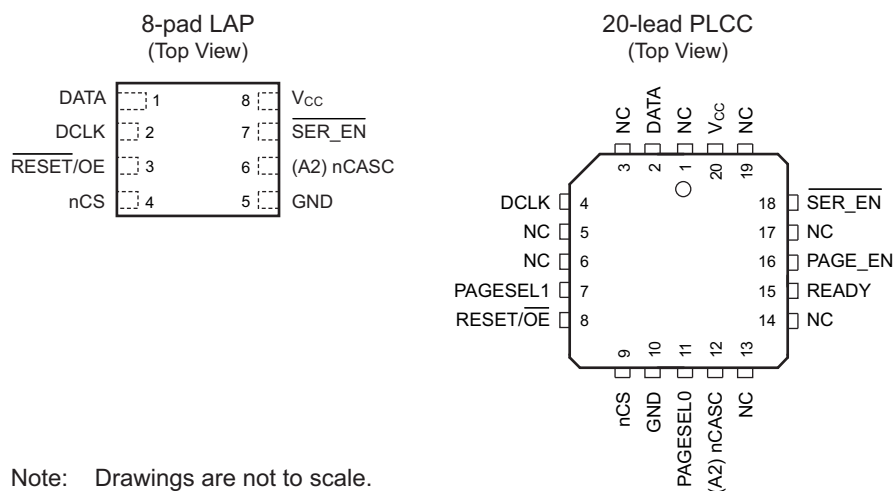 8-pad LAP
(Top View)
DATA 1
DCLK 2
RESET/OE 3
nCS 4
8 Vcc
7 SER_EN
6 (A2) nCASC
5 GND
20-lead PLCC
(Top View)
NC DATA NC Vcc NC
3 2 1 20 19
DCLK 4
NC 5
NC 6
PAGESEL1 7
RESET/OE 8
18 SER_EN
17 NC
16 PAGE_EN
15 READY
14 NC
9 10 11 12 13
nCS GND PAGESEL0 (A2) nCASC NC
Note: Drawings are not to scale.